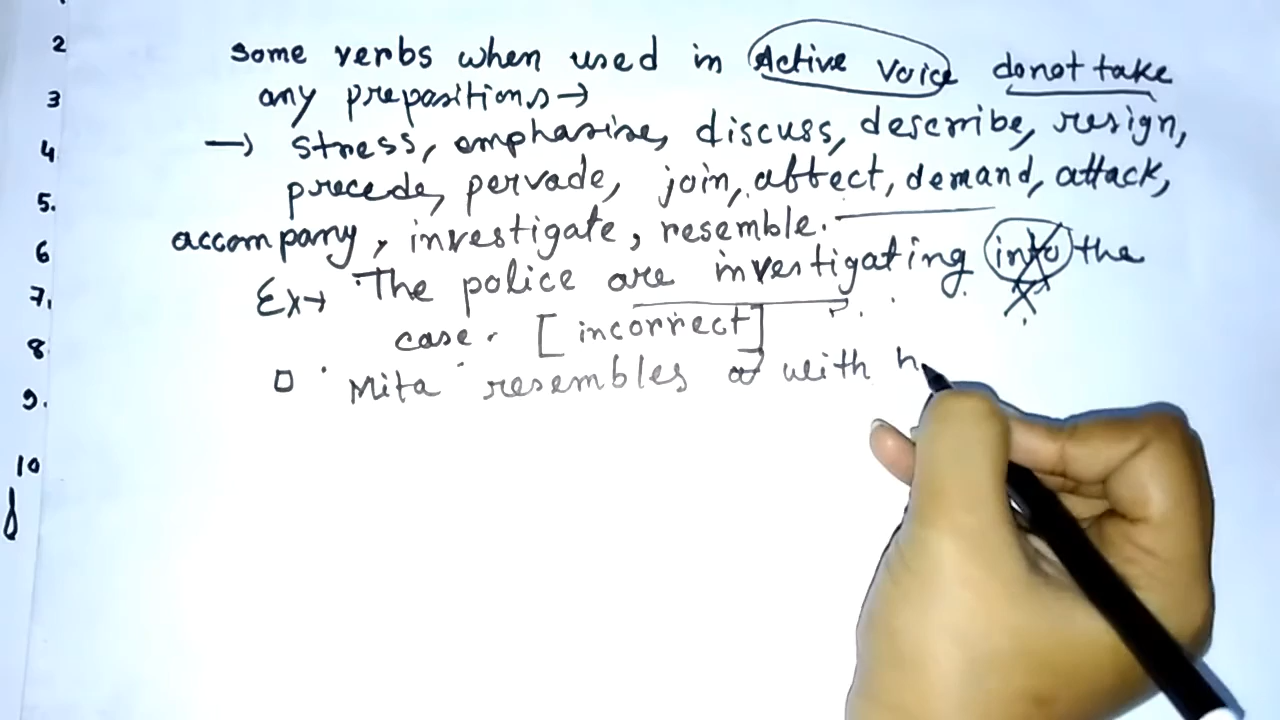 2
3
4
5.
6
7.
8
9.
10
some verbs when used in Active voice donot take
any prepositions →
→ stress, emphasize, discuss, describe, resign,
precede, pervade, join, affect, demand, attack,
accompany, investigate, resemble.
Ex→ The police are investigating into the
case. [incorrect]
Mita resembles with h